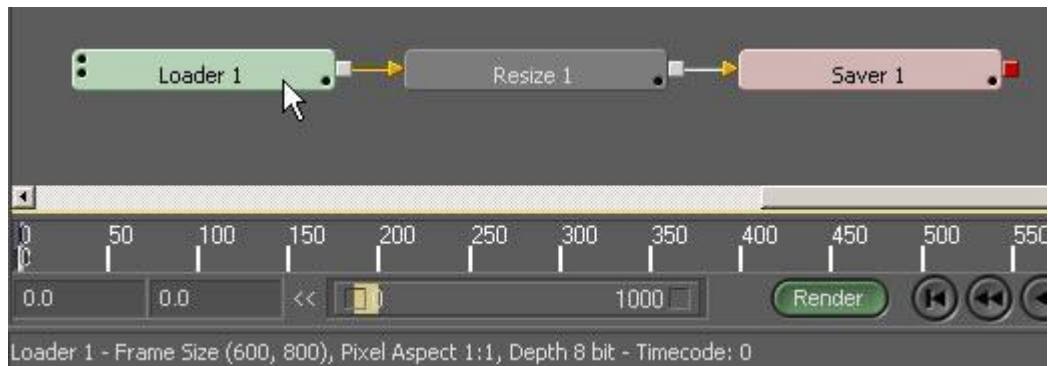 Loader 1 Resize 1 Saver 1
0 50 100 150 200 250 300 350 400 450 500 550
0
0.0 0.0 << 0 1000 Render
Loader 1 - Frame Size (600, 800), Pixel Aspect 1:1, Depth 8 bit - Timecode: 0